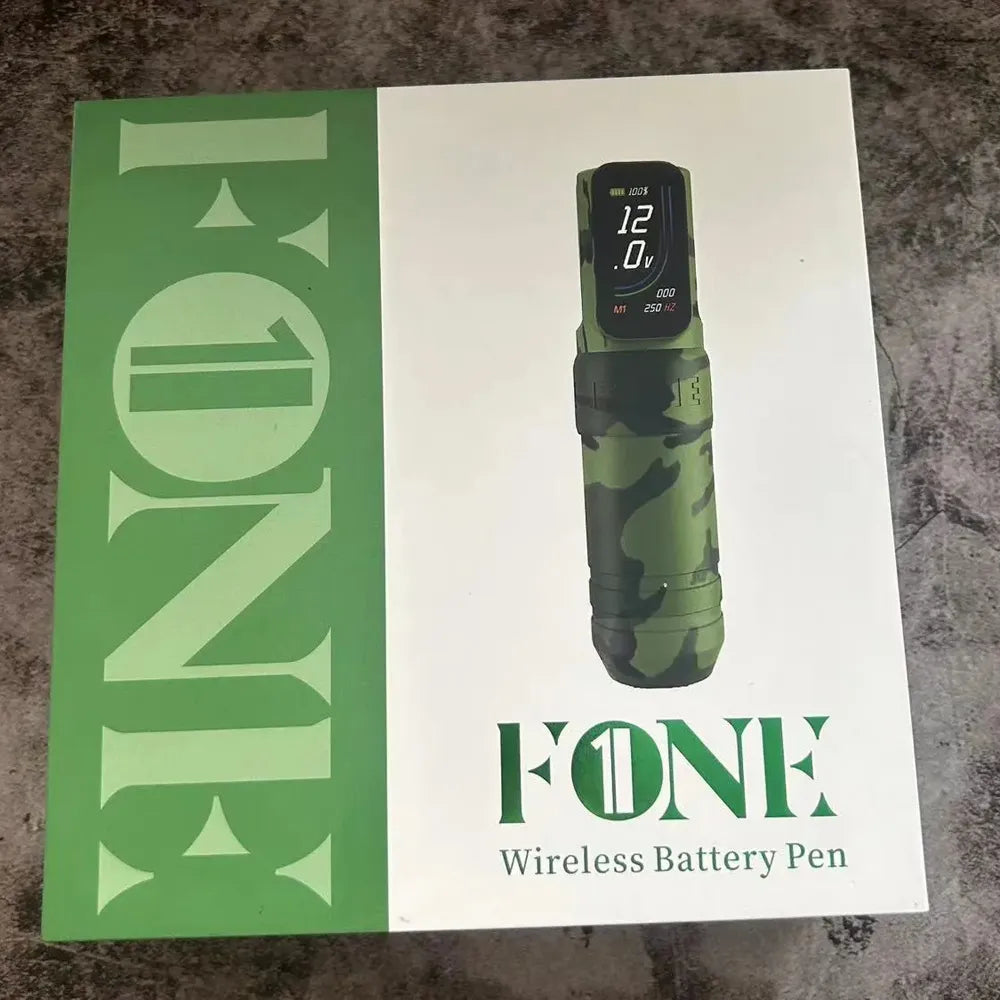 FONE
100%
12
.0v
000
M1 250 HZ
FONE
Wireless Battery Pen